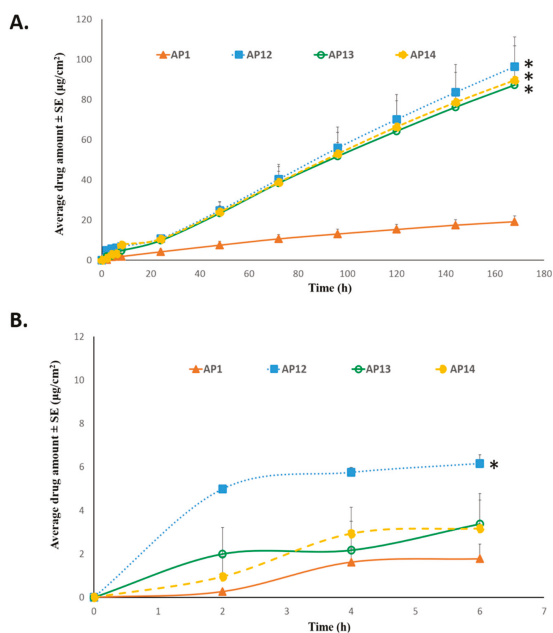 A.
120
AP1 AP12 AP13 AP14
100
*
*
*
80
60
40
20
0
0 20 40 60 80 100 120 140 160 180
Average drug amount ± SE (µg/cm²)
Time (h)
B.
12
AP1 AP12 AP13 AP14
10
8
6
*
4
2
0
0 1 2 3 4 5 6 7
Average drug amount ± SE (µg/cm²)
Time (h)